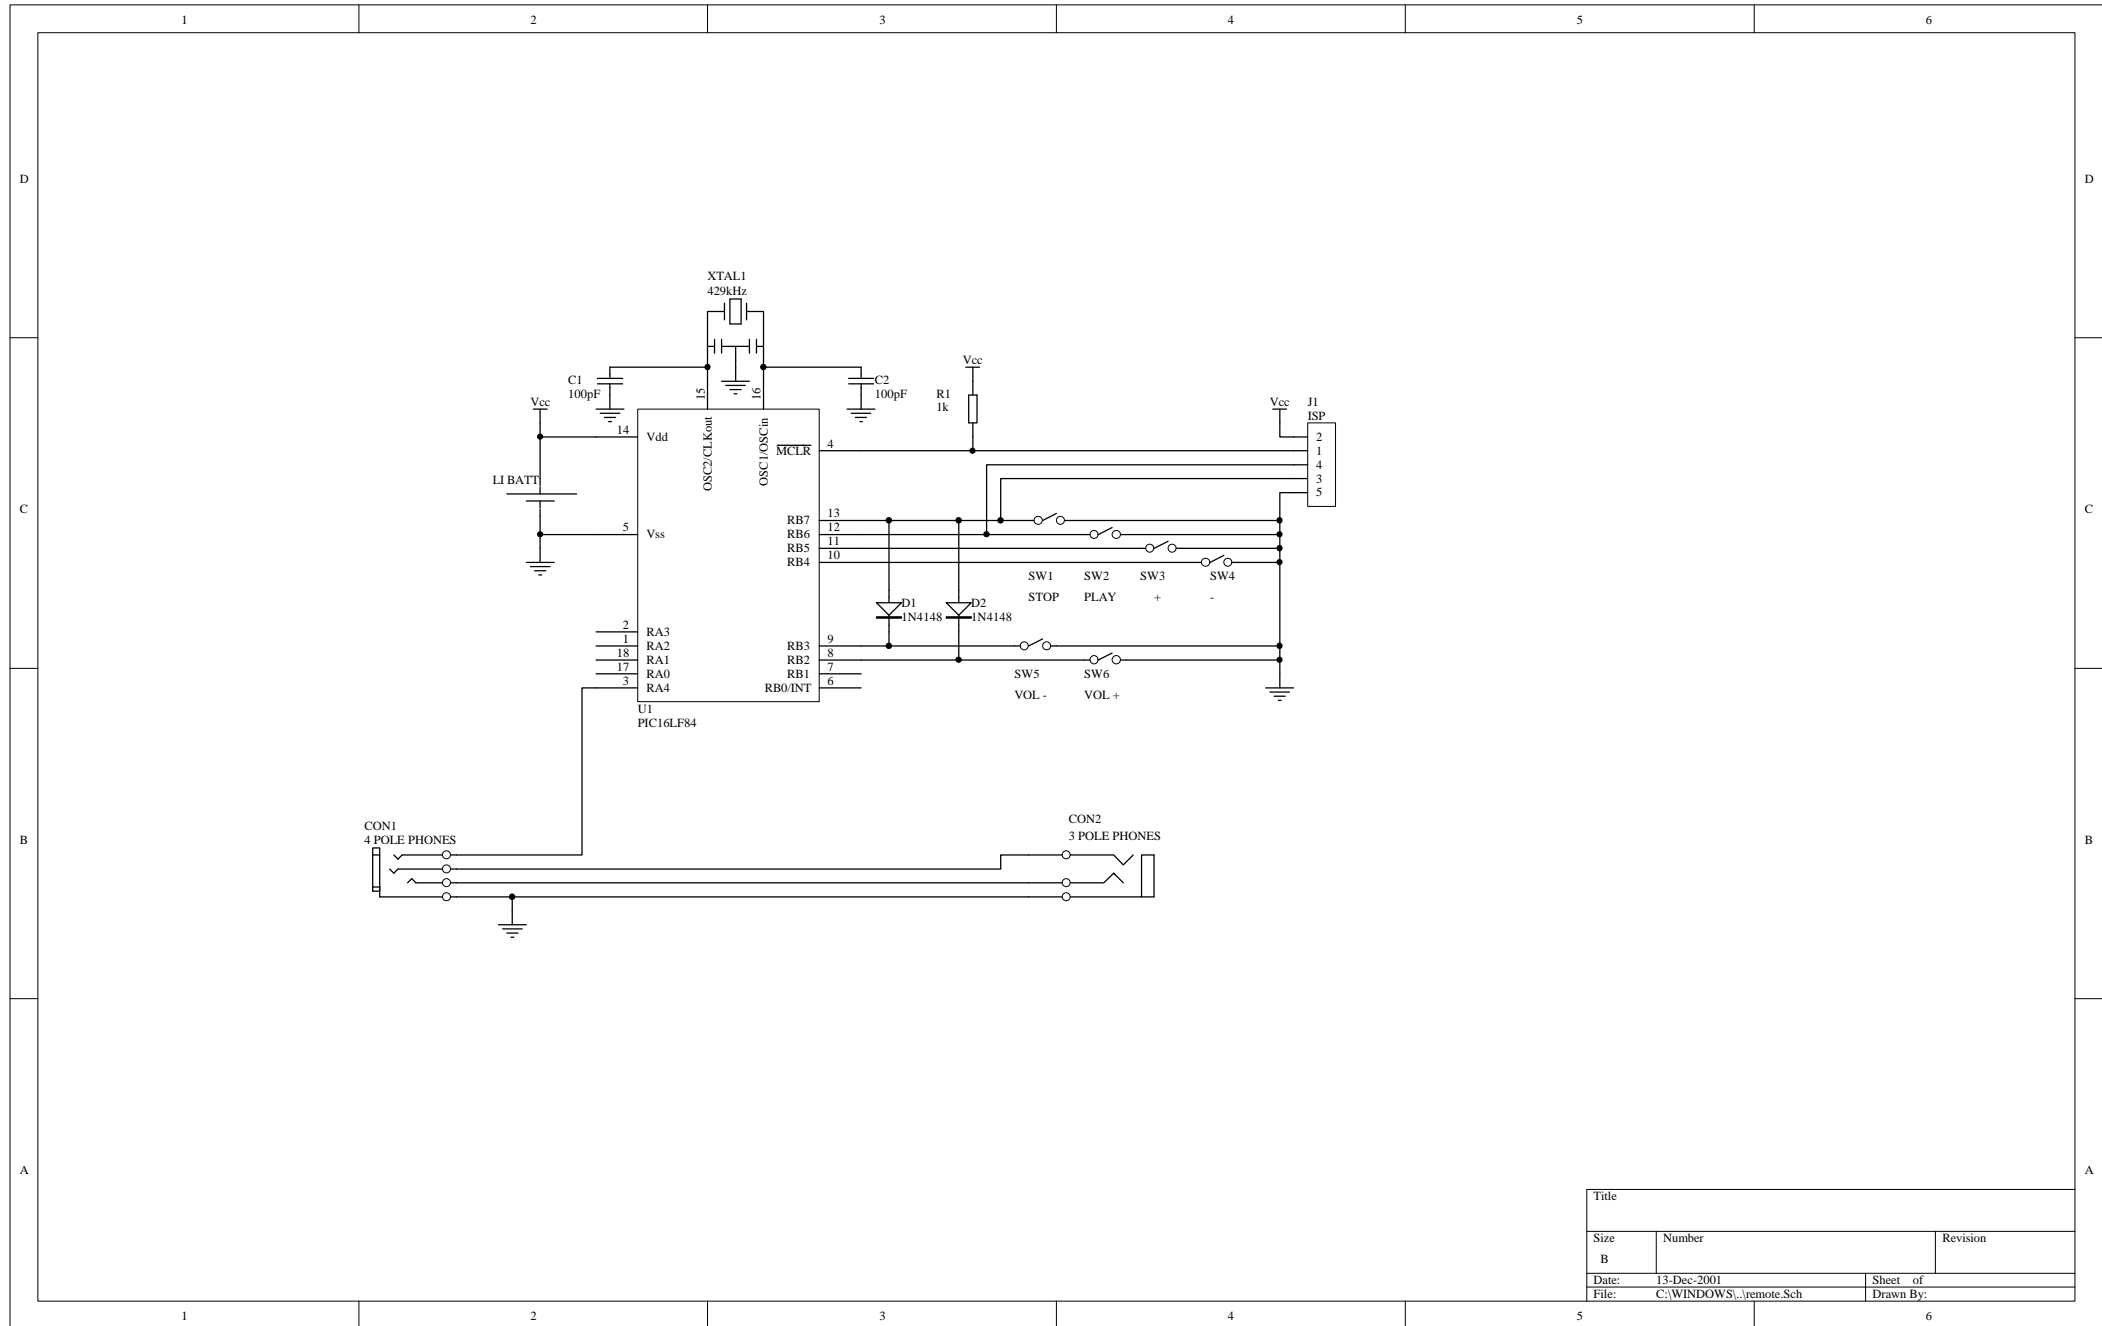 1 2 3 4 5 6
D D
XTAL1
429kHz
Vcc
C1
100pF
C2
100pF
15
16
R1
1k
Vcc
Vcc
J1
ISP
14 Vdd
OSC2/CLKout
OSC1/OSCin
MCLR 4
2
1
4
3
5
LI BATT
C C
5 Vss
RB7 13
RB6 12
RB5 11
RB4 10
SW1 SW2 SW3 SW4
STOP PLAY + -
D1
1N4148
D2
1N4148
2 RA3
1 RA2
18 RA1
17 RA0
3 RA4
RB3 9
RB2 8
RB1 7
RB0/INT 6
SW5 SW6
VOL - VOL +
U1
PIC16LF84
CON1
4 POLE PHONES
CON2
3 POLE PHONES
B B
A A
Title
Size Number Revision
B
Date: 13-Dec-2001 Sheet of
File: C:\WINDOWS\..\remote.Sch Drawn By:
1 2 3 4 5 6